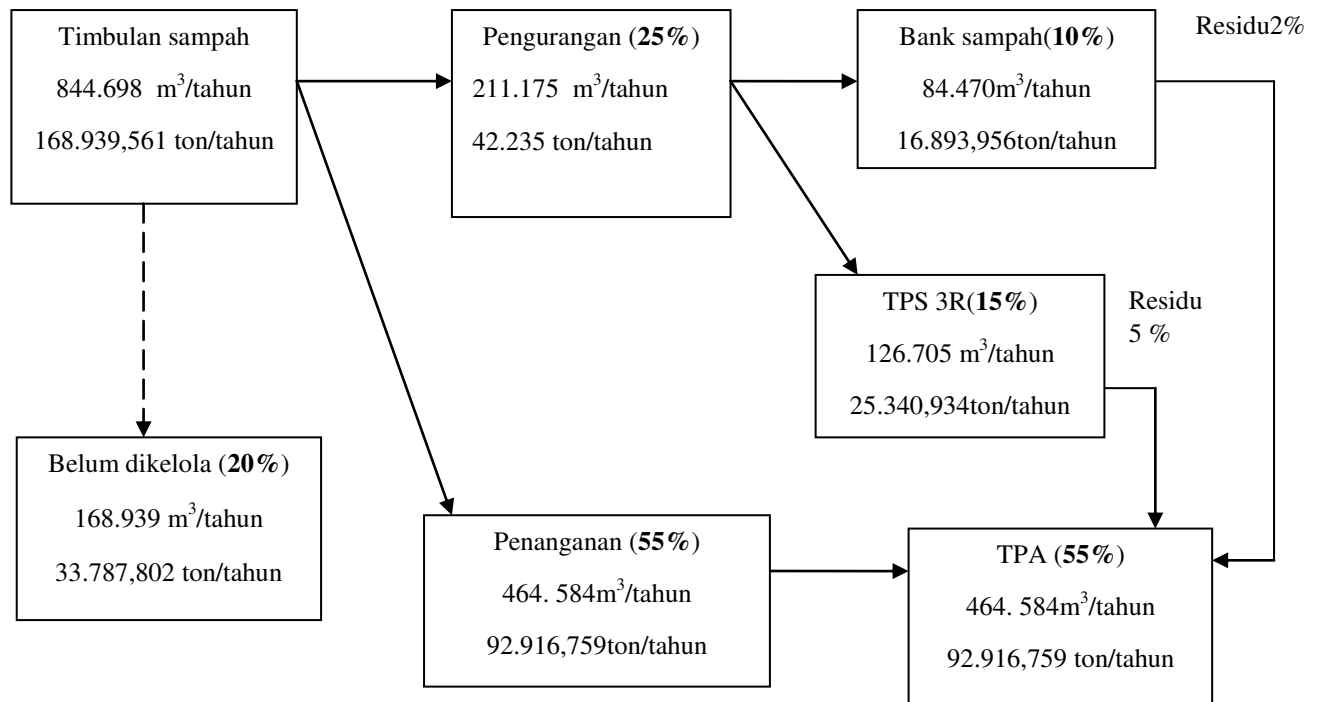 Timbulan sampah
844.698 m³/tahun
168.939,561 ton/tahun
Pengurangan (25%)
211.175 m³/tahun
42.235 ton/tahun
Bank sampah(10%)
84.470m³/tahun
16.893,956ton/tahun
Residu2%
TPS 3R(15%)
126.705 m³/tahun
25.340,934ton/tahun
Residu
5 %
Belum dikelola (20%)
168.939 m³/tahun
33.787,802 ton/tahun
Penanganan (55%)
464. 584m³/tahun
92.916,759ton/tahun
TPA (55%)
464. 584m³/tahun
92.916,759 ton/tahun